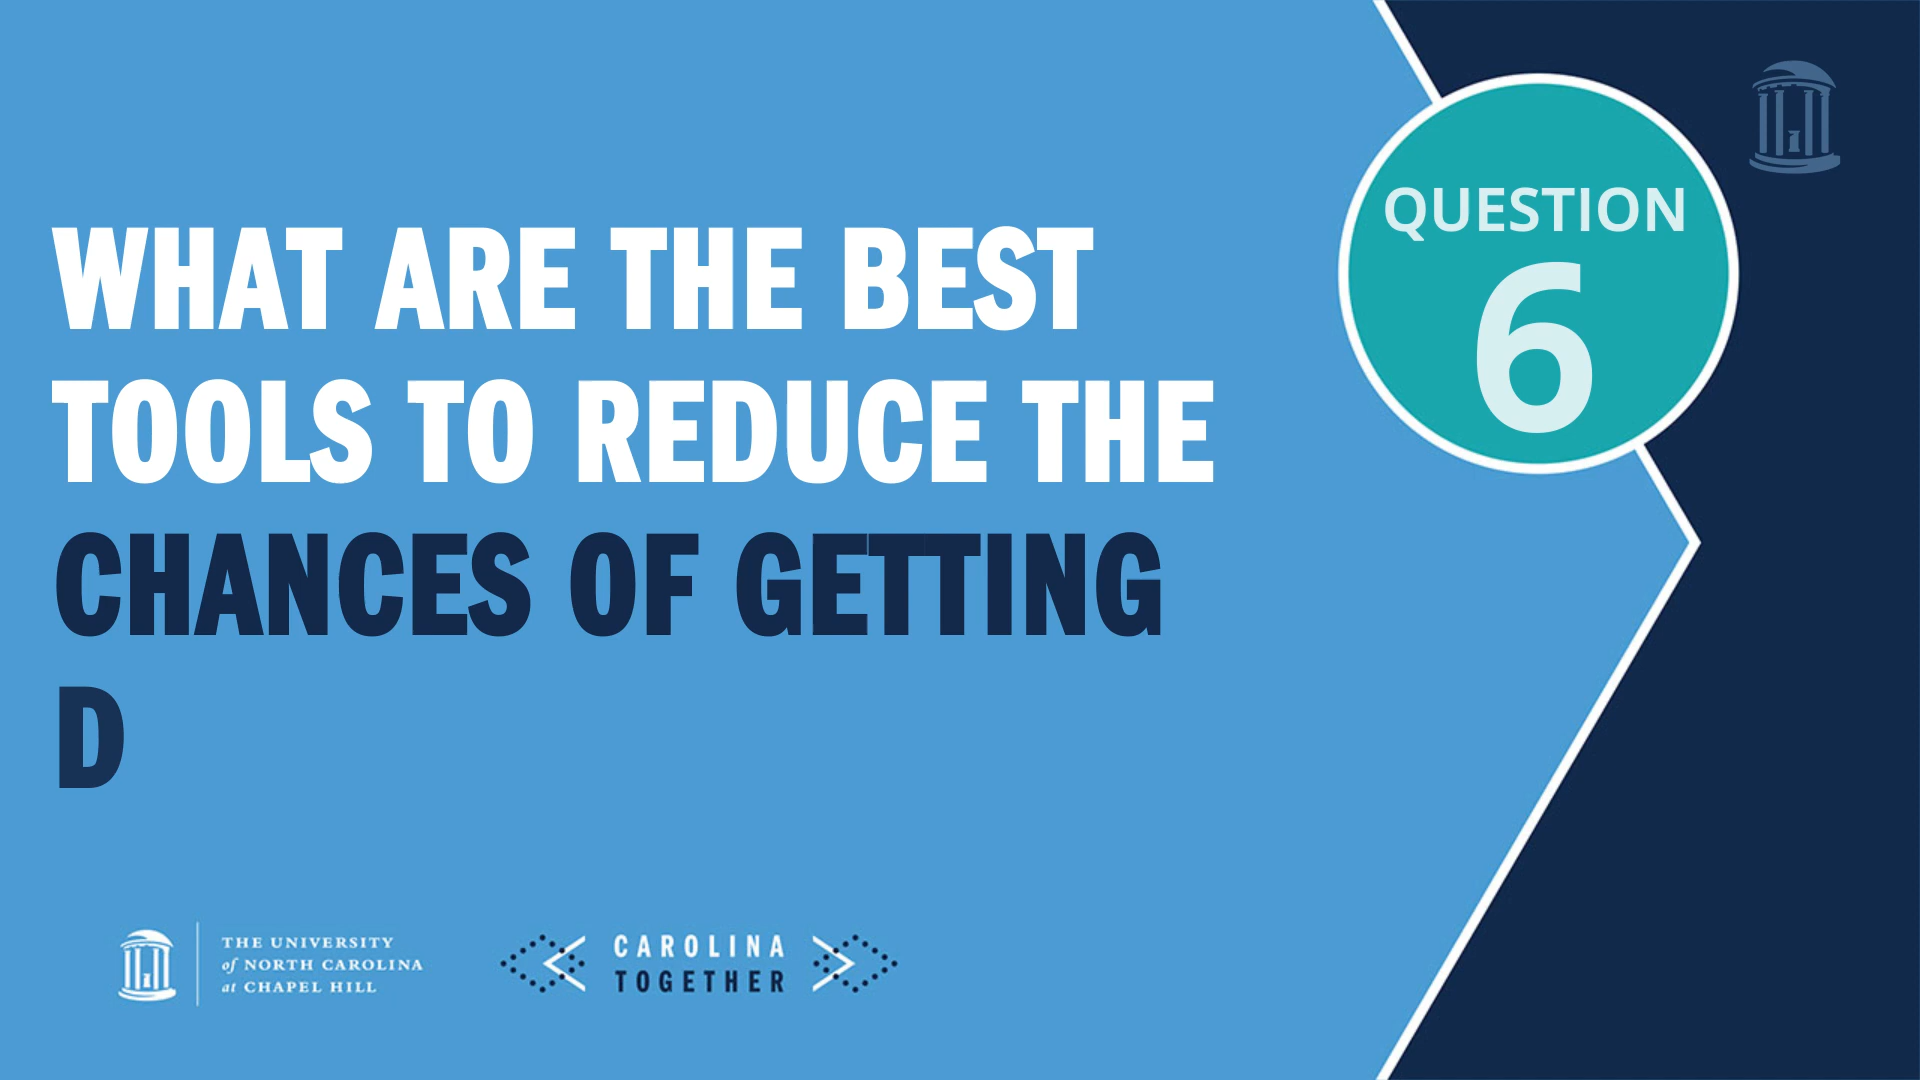 WHAT ARE THE BEST
TOOLS TO REDUCE THE
CHANCES OF GETTING
D
QUESTION
6
THE UNIVERSITY
of NORTH CAROLINA
at CHAPEL HILL
CAROLINA
TOGETHER